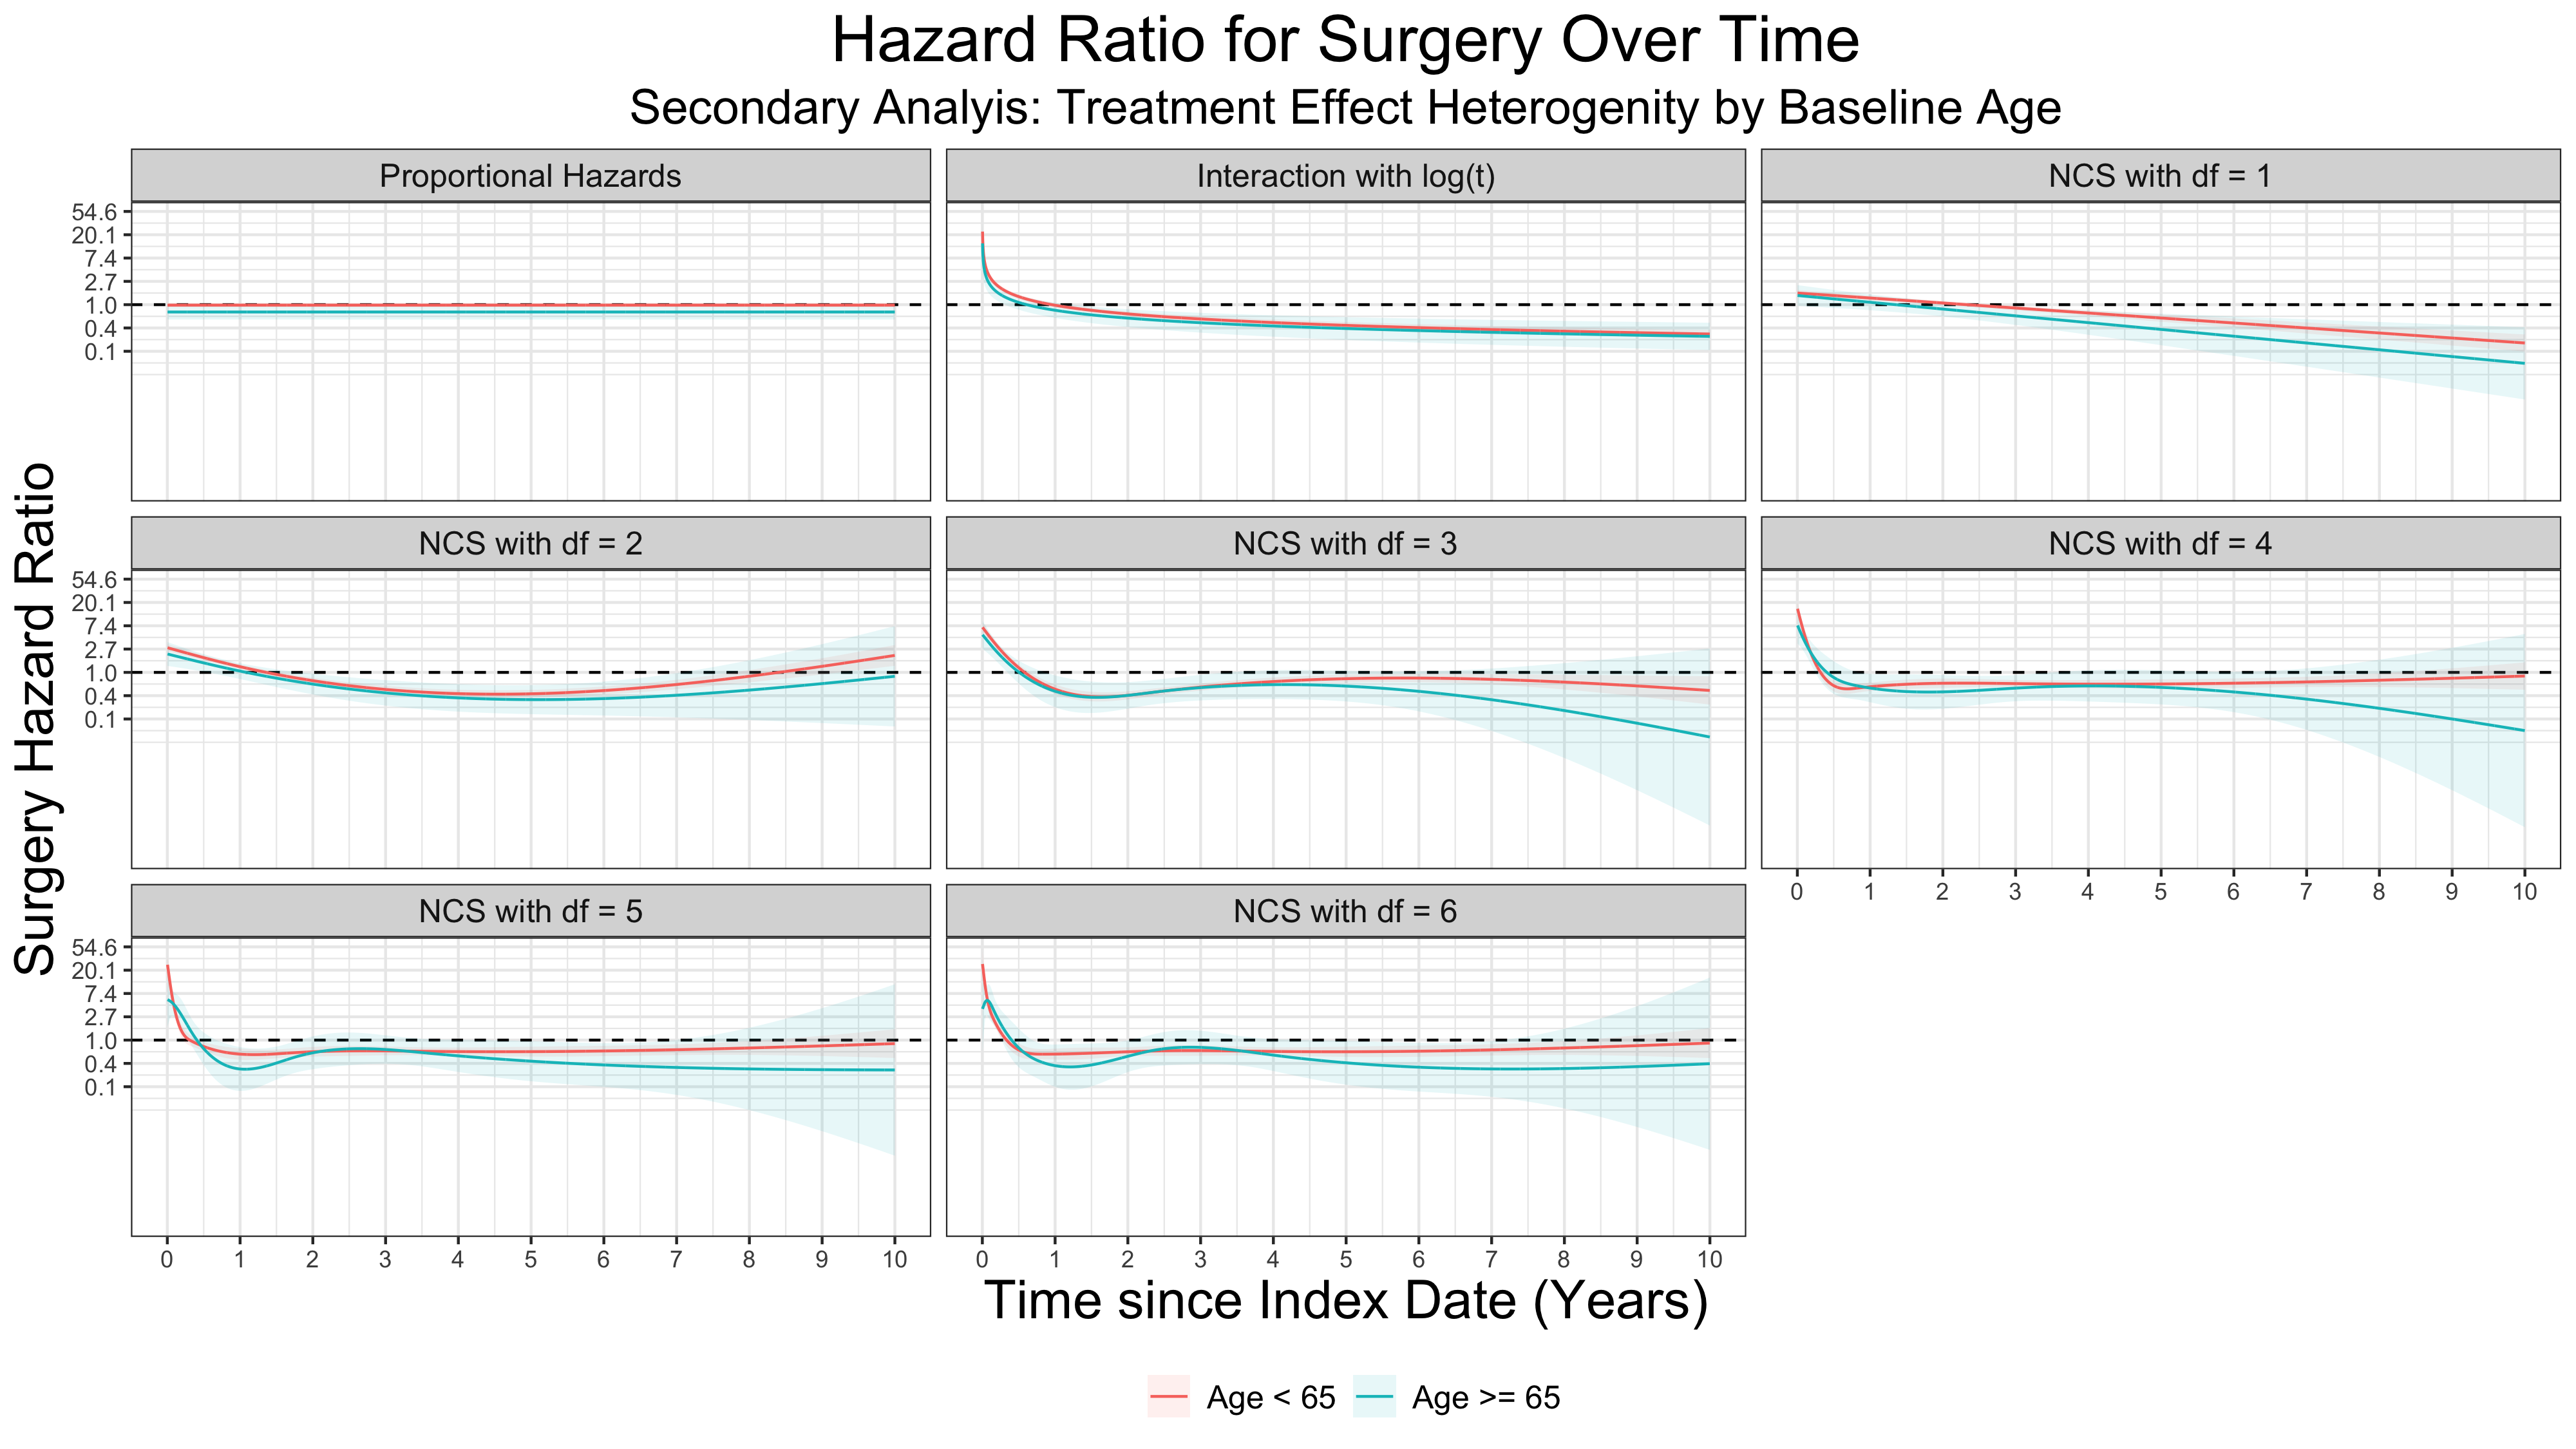 Hazard Ratio for Surgery Over Time
Secondary Analyis: Treatment Effect Heterogenity by Baseline Age
Proportional Hazards
Interaction with log(t)
NCS with df = 1
54.6
20.1
7.4
2.7
1.0
0.4
0.1
NCS with df = 2
NCS with df = 3
NCS with df = 4
54.6
20.1
7.4
2.7
1.0
0.4
0.1
0 1 2 3 4 5 6 7 8 9 10
NCS with df = 5
NCS with df = 6
54.6
20.1
7.4
2.7
1.0
0.4
0.1
0 1 2 3 4 5 6 7 8 9 10
0 1 2 3 4 5 6 7 8 9 10
Surgery Hazard Ratio
Time since Index Date (Years)
Age < 65
Age >= 65